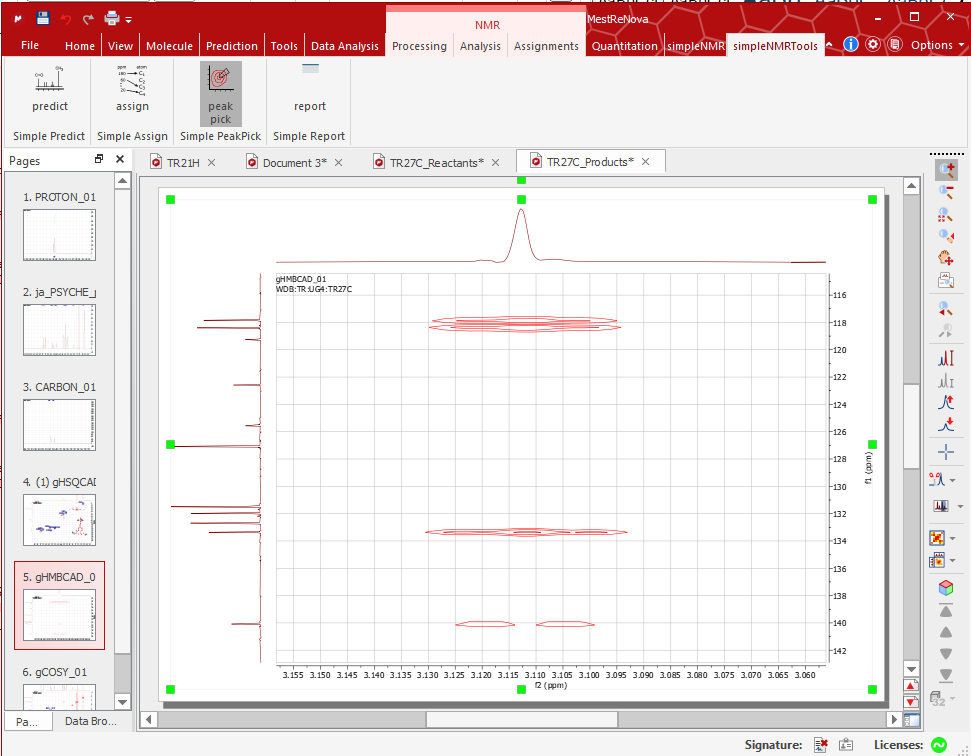 NMR
MestReNova
File
Home
View
Molecule
Prediction
Tools
Data Analysis
Processing
Analysis
Assignments
Quantitation
simpleNMR
simpleNMRTools
Options
predict
assign
peak
pick
report
Simple Predict
Simple Assign
Simple PeakPick
Simple Report
Pages
TR21H
Document 3*
TR27C_Reactants*
TR27C_Products*
1. PROTON_01
2. ja_PSYCHE_
3. CARBON_01
4. (1) gHSQCAD
5. gHMBCAD_0
6. gCOSY_01
Pa...
Data Bro...
gHMBCAD_01
WDB:TR:UG4:TR27C
116
118
120
122
124
126
128
130
132
134
136
138
140
142
f1 (ppm)
3.155 3.150 3.145 3.140 3.135 3.130 3.125 3.120 3.115 3.110 3.105 3.100 3.095 3.090 3.085 3.080 3.075 3.070 3.065 3.060
f2 (ppm)
32
Signature:
Licenses: